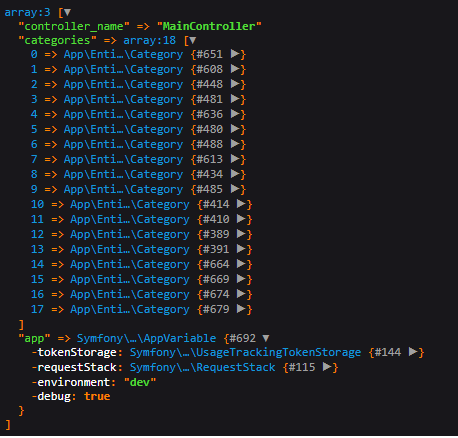 array:3 [▼
  "controller_name" => "MainController"
  "categories" => array:18 [▼
    0 => App\Enti…\Category {#651 ▶}
    1 => App\Enti…\Category {#608 ▶}
    2 => App\Enti…\Category {#448 ▶}
    3 => App\Enti…\Category {#481 ▶}
    4 => App\Enti…\Category {#636 ▶}
    5 => App\Enti…\Category {#480 ▶}
    6 => App\Enti…\Category {#488 ▶}
    7 => App\Enti…\Category {#613 ▶}
    8 => App\Enti…\Category {#434 ▶}
    9 => App\Enti…\Category {#485 ▶}
    10 => App\Enti…\Category {#414 ▶}
    11 => App\Enti…\Category {#410 ▶}
    12 => App\Enti…\Category {#389 ▶}
    13 => App\Enti…\Category {#391 ▶}
    14 => App\Enti…\Category {#664 ▶}
    15 => App\Enti…\Category {#669 ▶}
    16 => App\Enti…\Category {#674 ▶}
    17 => App\Enti…\Category {#679 ▶}
  ]
  "app" => Symfony\…\AppVariable {#692 ▼
    -tokenStorage: Symfony\…\UsageTrackingTokenStorage {#144 ▶}
    -requestStack: Symfony\…\RequestStack {#115 ▶}
    -environment: "dev"
    -debug: true
  }
]